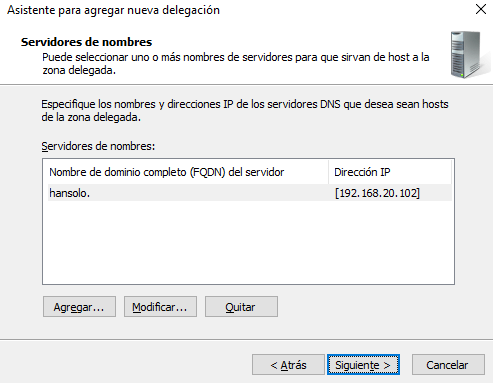 Asistente para agregar nueva delegación
Servidores de nombres
Puede seleccionar uno o más nombres de servidores para que sirvan de host a la
zona delegada.
Especifique los nombres y direcciones IP de los servidores DNS que desea sean hosts
de la zona delegada.
Servidores de nombres:
Nombre de dominio completo (FQDN) del servidor Dirección IP
hansolo. [192.168.20.102]
Agregar... Modificar... Quitar
< Atrás Siguiente > Cancelar